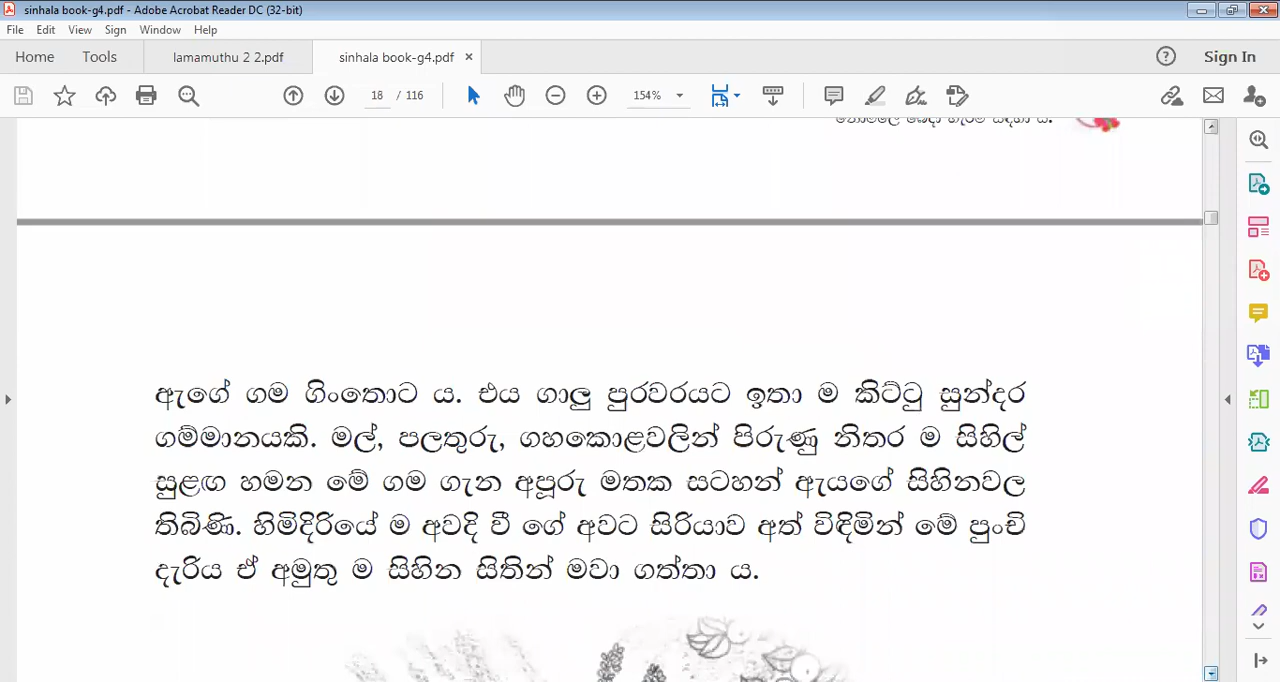 sinhala book-g4.pdf - Adobe Acrobat Reader DC (32-bit)
File Edit View Sign Window Help
Home Tools lamamuthu 2 2.pdf sinhala book-g4.pdf × Sign In
18 / 116 154%
ඇගේ ගම ගිංතොට ය. එය ගාලු පුරවරයට ඉතා ම කිට්ටු සුන්දර
ගම්මානයකි. මල්, පලතුරු, ගහකොළවලින් පිරුණු නිතර ම සිහිල්
සුළඟ හමන මේ ගම ගැන අපූරු මතක සටහන් ඇයගේ සිහිනවල
තිබිණි. හිමිදිරියේ ම අවදි වී ගේ අවට සිරියාව අත් විඳිමින් මේ පුංචි
දැරිය ඒ අමුතු ම සිහින සිතින් මවා ගත්තා ය.